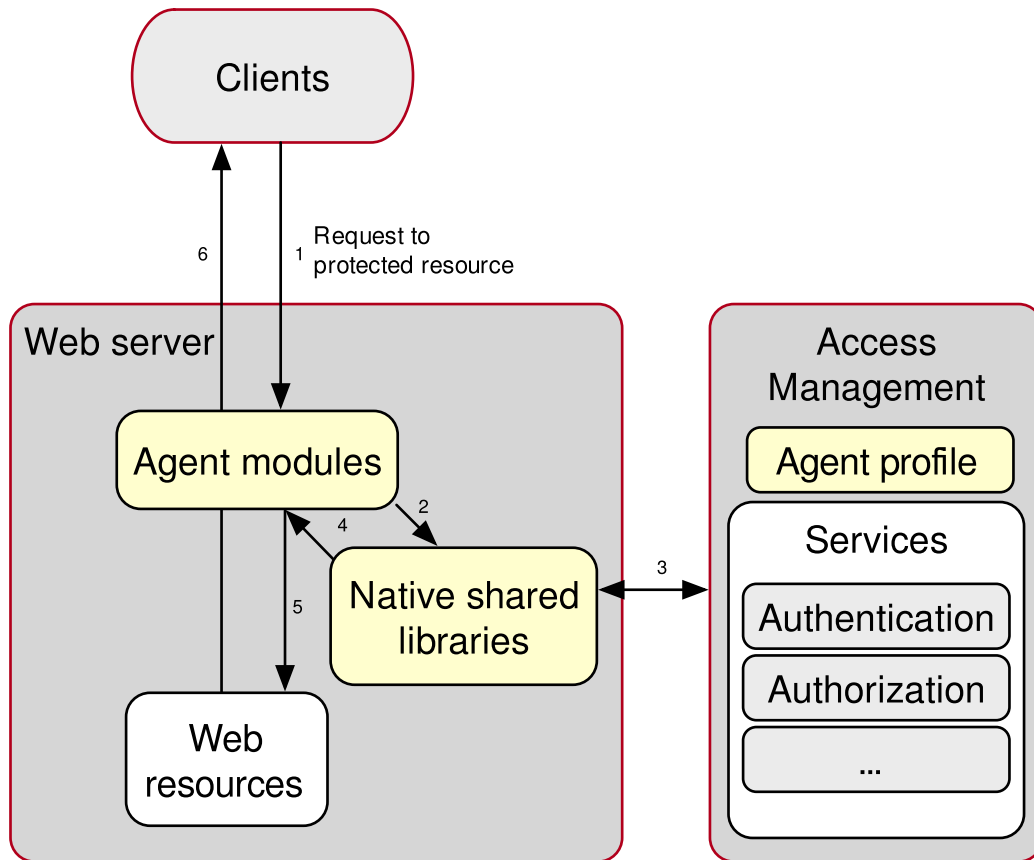 Clients
6
1
Request to
protected resource
Web server
Agent modules
2
4
5
Native shared
libraries
3
Web
resources
Access
Management
Agent profile
Services
Authentication
Authorization
...